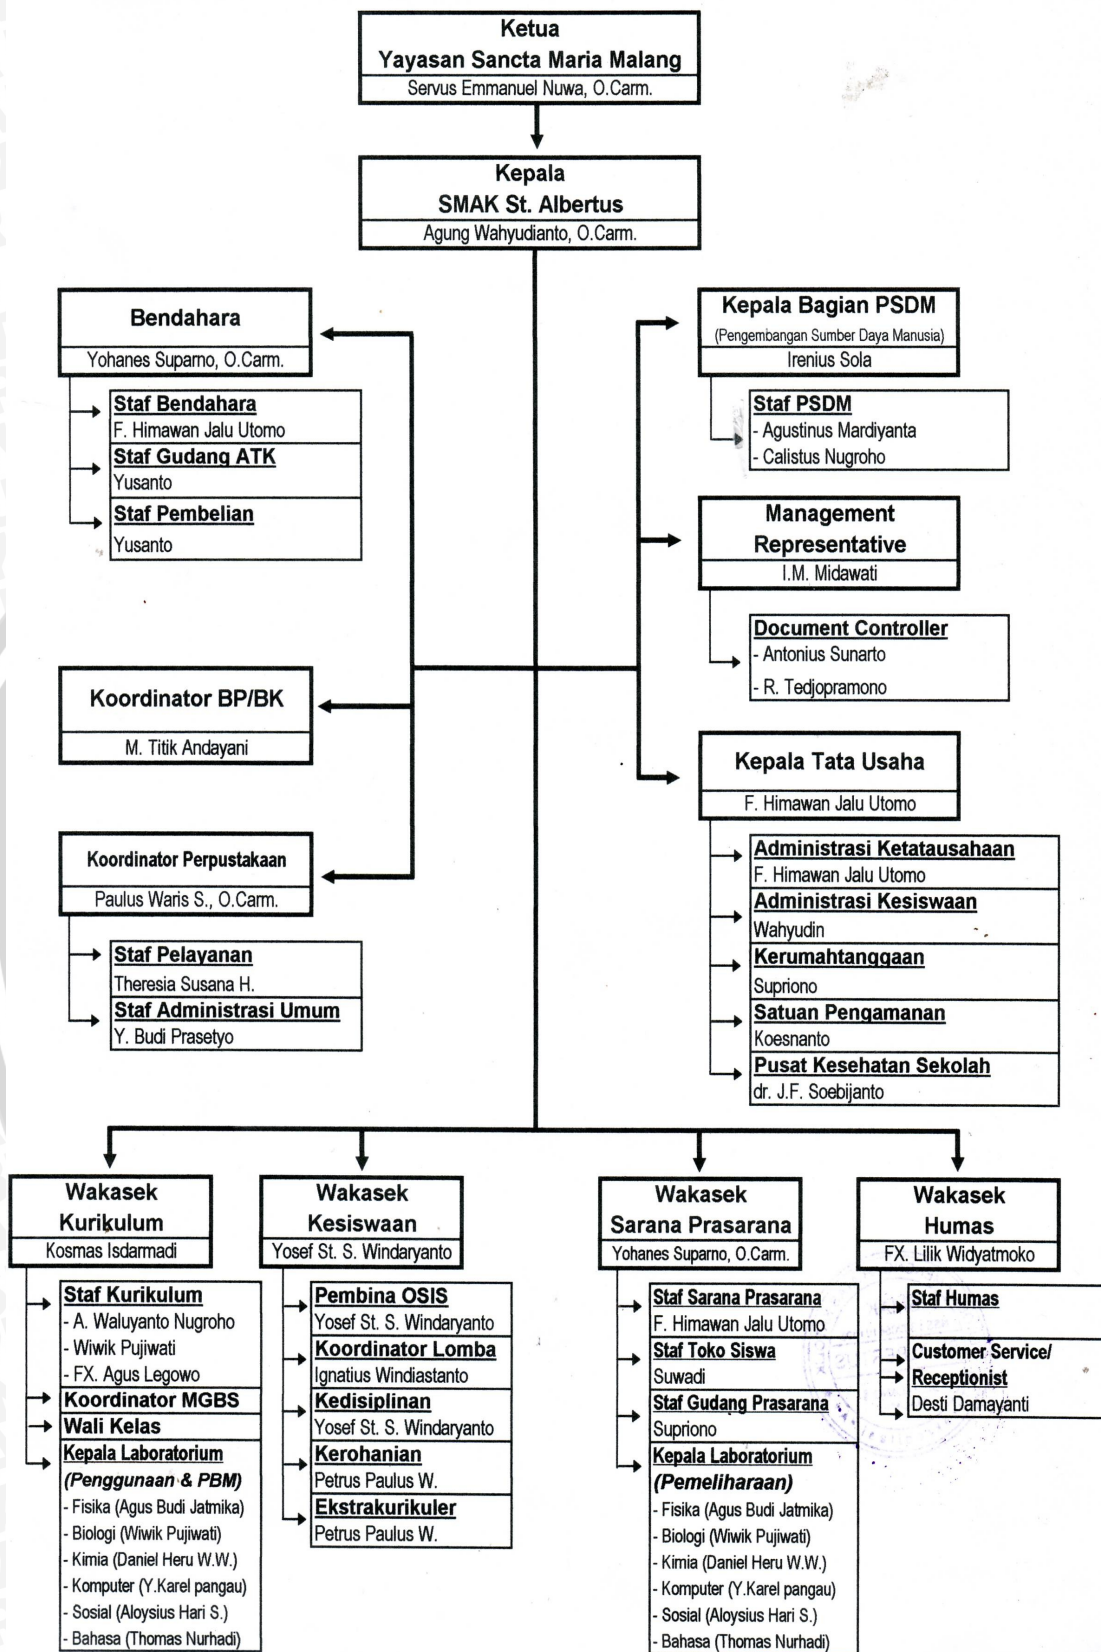 Ketua
Yayasan Sancta Maria Malang
Servus Emmanuel Nuwa, O.Carm.
Kepala
SMAK St. Albertus
Agung Wahyudianto, O.Carm.
Bendahara
Yohanes Suparno, O.Carm.
Staf Bendahara
F. Himawan Jalu Utomo
Staf Gudang ATK
Yusanto
Staf Pembelian
Yusanto
Kepala Bagian PSDM
(Pengembangan Sumber Daya Manusia)
Irenius Sola
Staf PSDM
- Agustinus Mardiyanta
- Calistus Nugroho
Management
Representative
I.M. Midawati
Document Controller
- Antonius Sunarto
- R. Tedjopramono
Koordinator BP/BK
M. Titik Andayani
Kepala Tata Usaha
F. Himawan Jalu Utomo
Administrasi Ketatausahaan
F. Himawan Jalu Utomo
Administrasi Kesiswaan
Wahyudin
Kerumahtanggaan
Supriono
Satuan Pengamanan
Koesnanto
Pusat Kesehatan Sekolah
dr. J.F. Soebijanto
Koordinator Perpustakaan
Paulus Waris S., O.Carm.
Staf Pelayanan
Theresia Susana H.
Staf Administrasi Umum
Y. Budi Prasetyo
Wakasek
Kurikulum
Kosmas Isdarmadi
Staf Kurikulum
- A. Waluyanto Nugroho
- Wiwik Pujiwati
- FX. Agus Legowo
Koordinator MGBS
Wali Kelas
Kepala Laboratorium
(Penggunaan & PBM)
- Fisika (Agus Budi Jatmika)
- Biologi (Wiwik Pujiwati)
- Kimia (Daniel Heru W.W.)
- Komputer (Y.Karel pangau)
- Sosial (Aloysius Hari S.)
- Bahasa (Thomas Nurhadi)
Wakasek
Kesiswaan
Yosef St. S. Windaryanto
Pembina OSIS
Yosef St. S. Windaryanto
Koordinator Lomba
Ignatius Windiastanto
Kedisiplinan
Yosef St. S. Windaryanto
Kerohanian
Petrus Paulus W.
Ekstrakurikuler
Petrus Paulus W.
Wakasek
Sarana Prasarana
Yohanes Suparno, O.Carm.
Staf Sarana Prasarana
F. Himawan Jalu Utomo
Staf Toko Siswa
Suwadi
Staf Gudang Prasarana
Supriono
Kepala Laboratorium
(Pemeliharaan)
- Fisika (Agus Budi Jatmika)
- Biologi (Wiwik Pujiwati)
- Kimia (Daniel Heru W.W.)
- Komputer (Y.Karel pangau)
- Sosial (Aloysius Hari S.)
- Bahasa (Thomas Nurhadi)
Wakasek
Humas
FX. Lilik Widyatmoko
Staf Humas
Customer Service/
Receptionist
Desti Damayanti